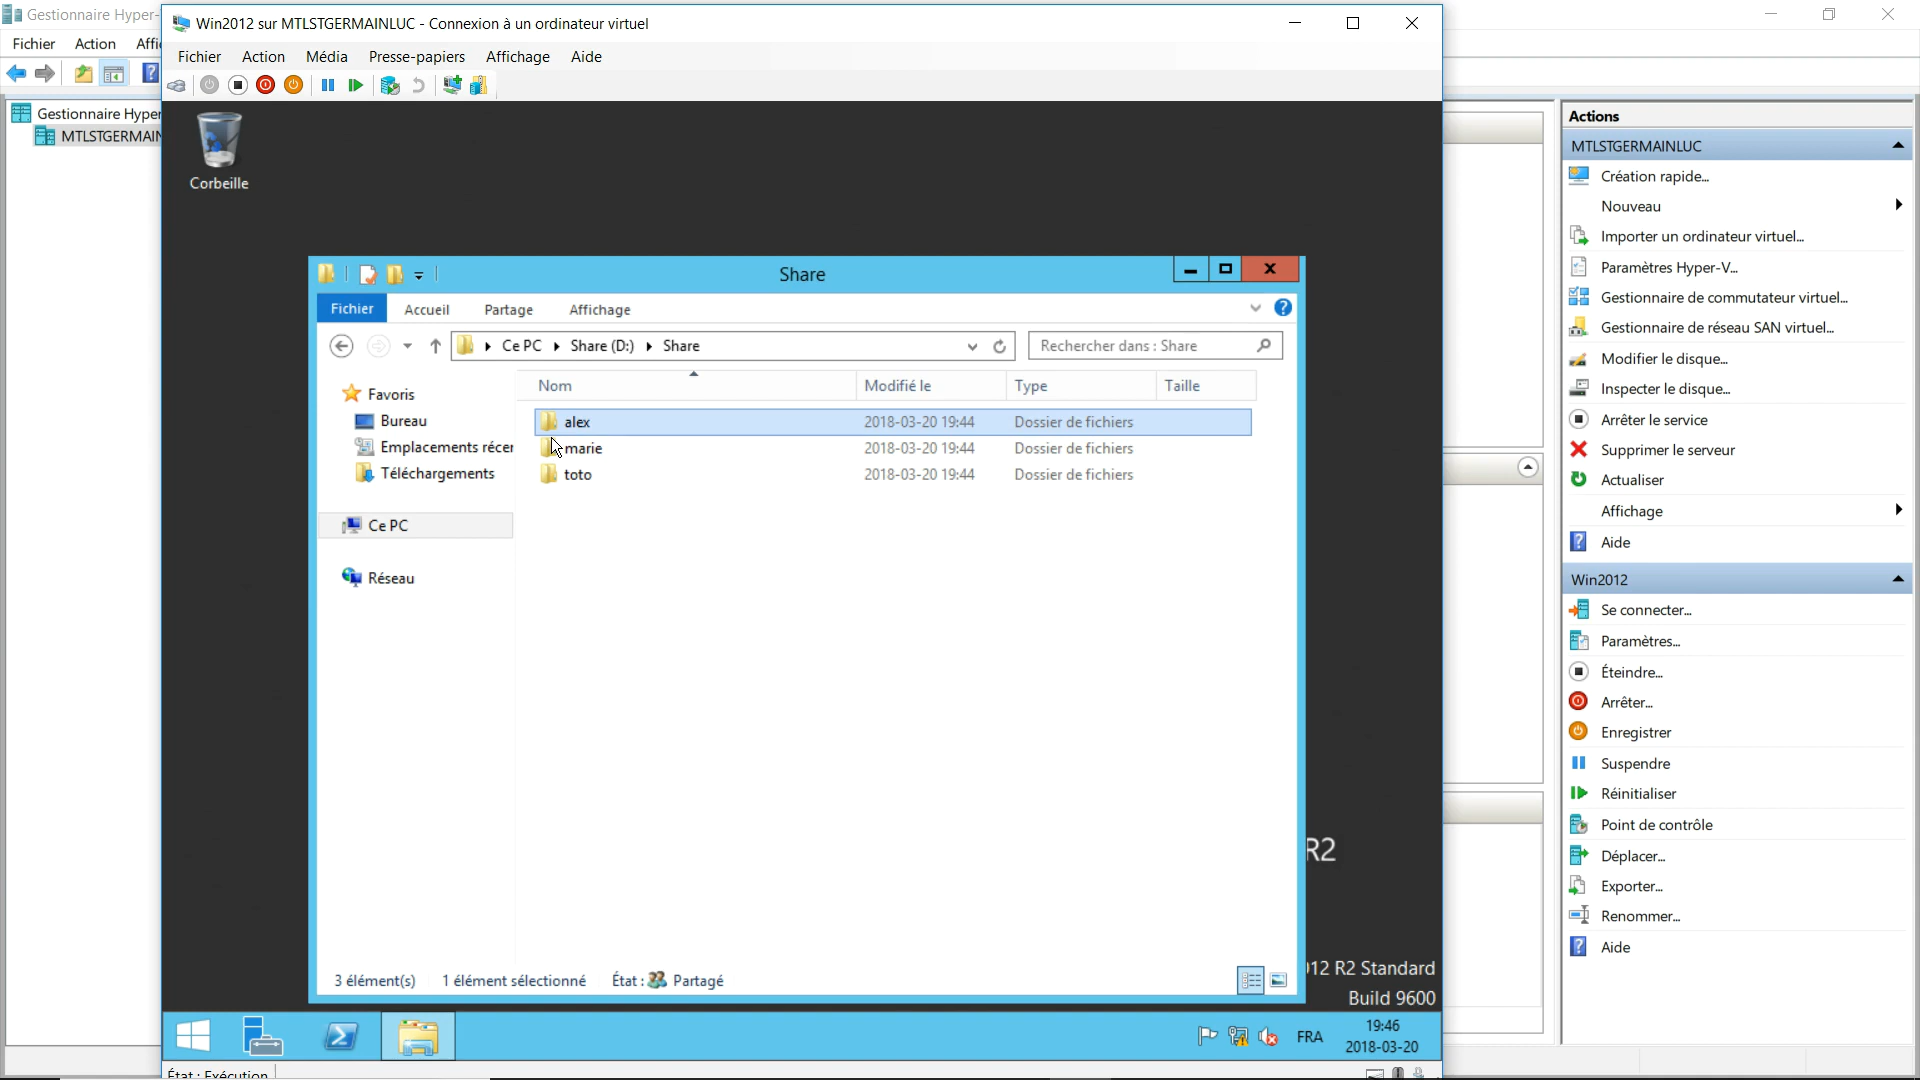 Gestionnaire Hyper-
Fichier Action Affi
Gestionnaire Hyper
MTLSTGERMAIN
Win2012 sur MTLSTGERMAINLUC - Connexion à un ordinateur virtuel
Fichier Action Média Presse-papiers Affichage Aide
Corbeille
Share
Fichier Accueil Partage Affichage
Ce PC Share (D:) Share
Rechercher dans : Share
Favoris
Bureau
Emplacements récer
Téléchargements
Ce PC
Réseau
Nom Modifié le Type Taille
alex 2018-03-20 19:44 Dossier de fichiers
marie 2018-03-20 19:44 Dossier de fichiers
toto 2018-03-20 19:44 Dossier de fichiers
3 élément(s) 1 élément sélectionné État : Partagé
R2
12 R2 Standard
Build 9600
FRA
19:46
2018-03-20
État : Exécution
Actions
MTLSTGERMAINLUC
Création rapide...
Nouveau
Importer un ordinateur virtuel...
Paramètres Hyper-V...
Gestionnaire de commutateur virtuel...
Gestionnaire de réseau SAN virtuel...
Modifier le disque...
Inspecter le disque...
Arrêter le service
Supprimer le serveur
Actualiser
Affichage
Aide
Win2012
Se connecter...
Paramètres...
Éteindre...
Arrêter...
Enregistrer
Suspendre
Réinitialiser
Point de contrôle
Déplacer...
Exporter...
Renommer...
Aide